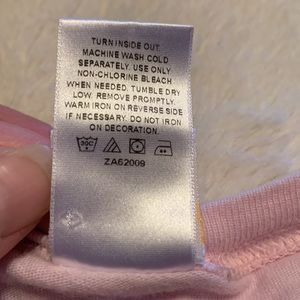 TURN INSIDE OUT.
MACHINE WASH COLD
SEPARATELY. USE ONLY
NON-CHLORINE BLEACH
WHEN NEEDED. TUMBLE DRY
LOW. REMOVE PROMPTLY.
WARM IRON ON REVERSE SIDE
IF NECESSARY. DO NOT IRON
ON DECORATION.
30C
ZA62009